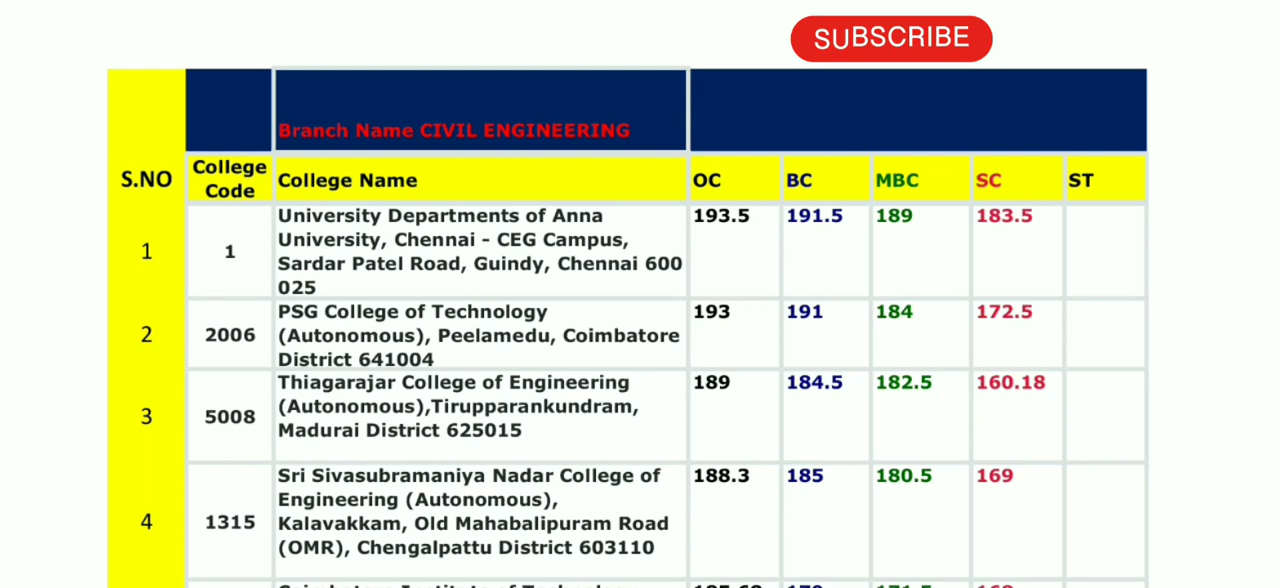 SUBSCRIBE
Branch Name CIVIL ENGINEERING
S.NO College Code College Name OC BC MBC SC ST
1 1 University Departments of Anna 193.5 191.5 189 183.5
University, Chennai - CEG Campus,
Sardar Patel Road, Guindy, Chennai 600
025
2 2006 PSG College of Technology 193 191 184 172.5
(Autonomous), Peelamedu, Coimbatore
District 641004
3 5008 Thiagarajar College of Engineering 189 184.5 182.5 160.18
(Autonomous),Tirupparankundram,
Madurai District 625015
4 1315 Sri Sivasubramaniya Nadar College of 188.3 185 180.5 169
Engineering (Autonomous),
Kalavakkam, Old Mahabalipuram Road
(OMR), Chengalpattu District 603110